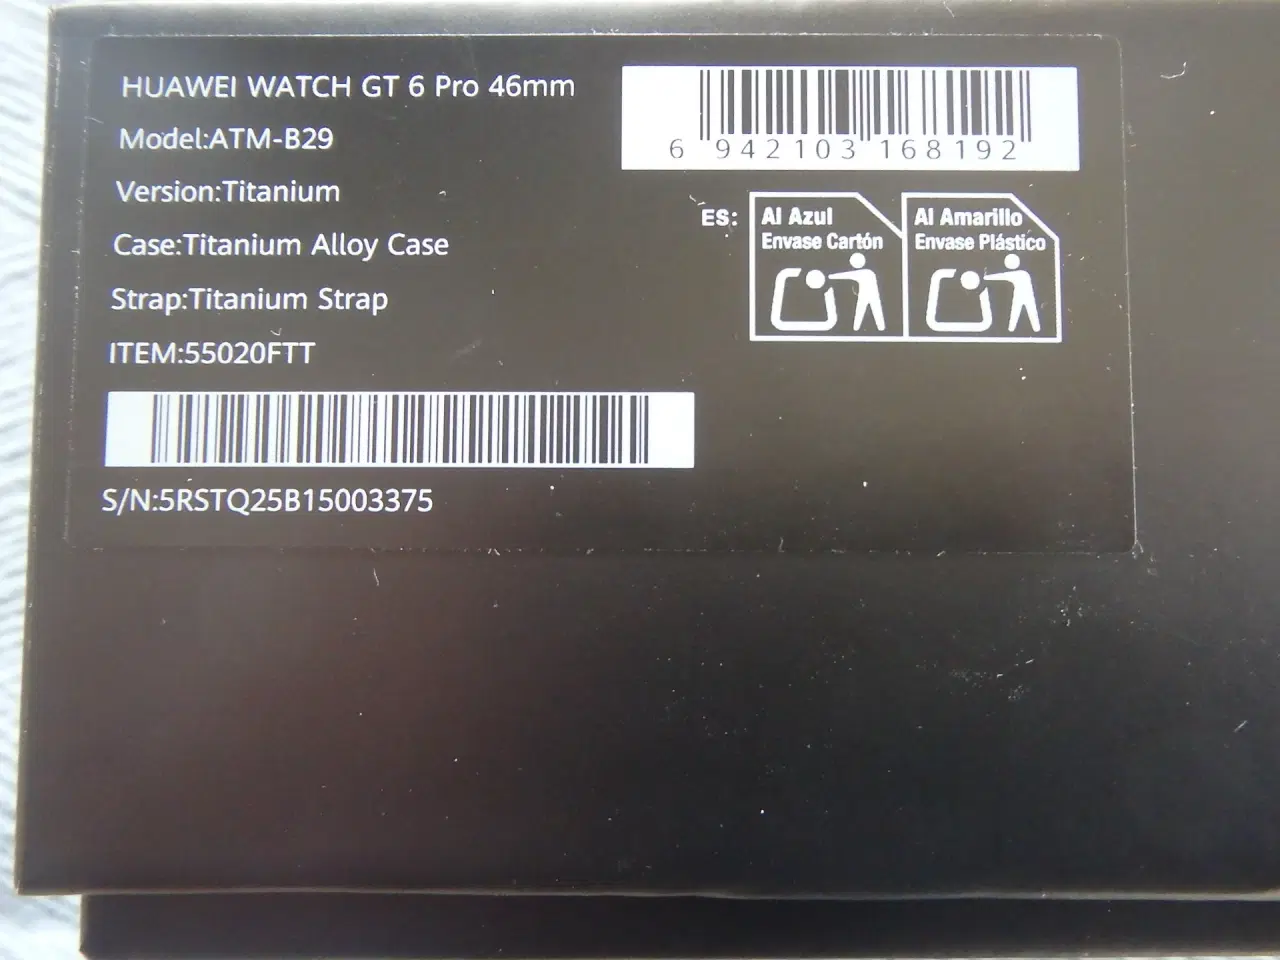 HUAWEI WATCH GT 6 Pro 46mm
Model:ATM-B29
Version:Titanium
Case:Titanium Alloy Case
Strap:Titanium Strap
ITEM:55020FTT
S/N:5RSTQ25B15003375
6 942103 168192
ES:
Al Azul
Envase Cartón
Al Amarillo
Envase Plástico